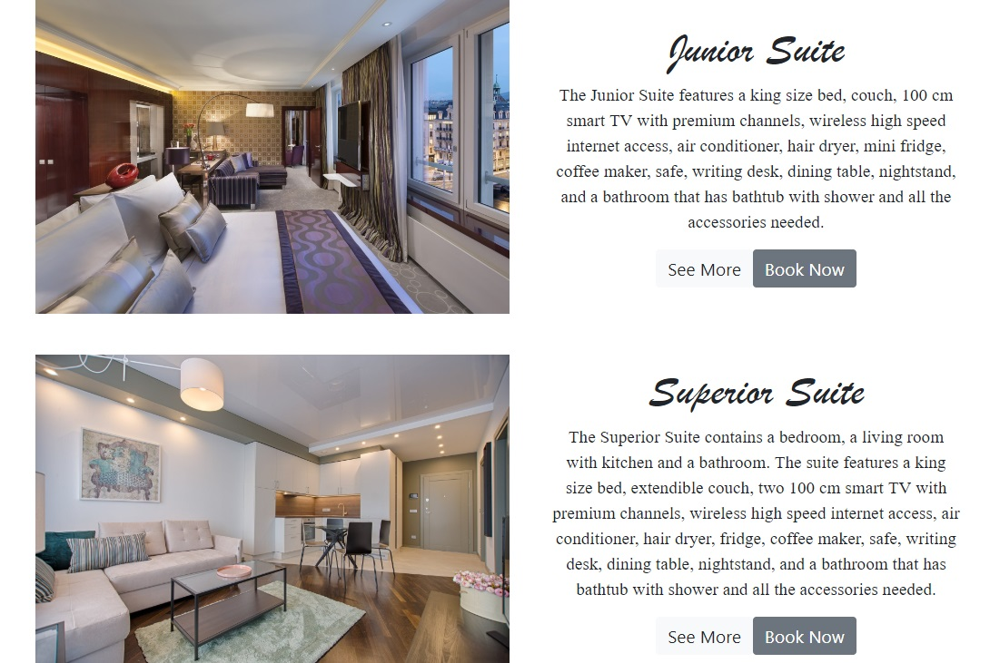 Junior Suite
The Junior Suite features a king size bed, couch, 100 cm
smart TV with premium channels, wireless high speed
internet access, air conditioner, hair dryer, mini fridge,
coffee maker, safe, writing desk, dining table, nightstand,
and a bathroom that has bathtub with shower and all the
accessories needed.
See More Book Now
Superior Suite
The Superior Suite contains a bedroom, a living room
with kitchen and a bathroom. The suite features a king
size bed, extendible couch, two 100 cm smart TV with
premium channels, wireless high speed internet access, air
conditioner, hair dryer, fridge, coffee maker, safe, writing
desk, dining table, nightstand, and a bathroom that has
bathtub with shower and all the accessories needed.
See More Book Now